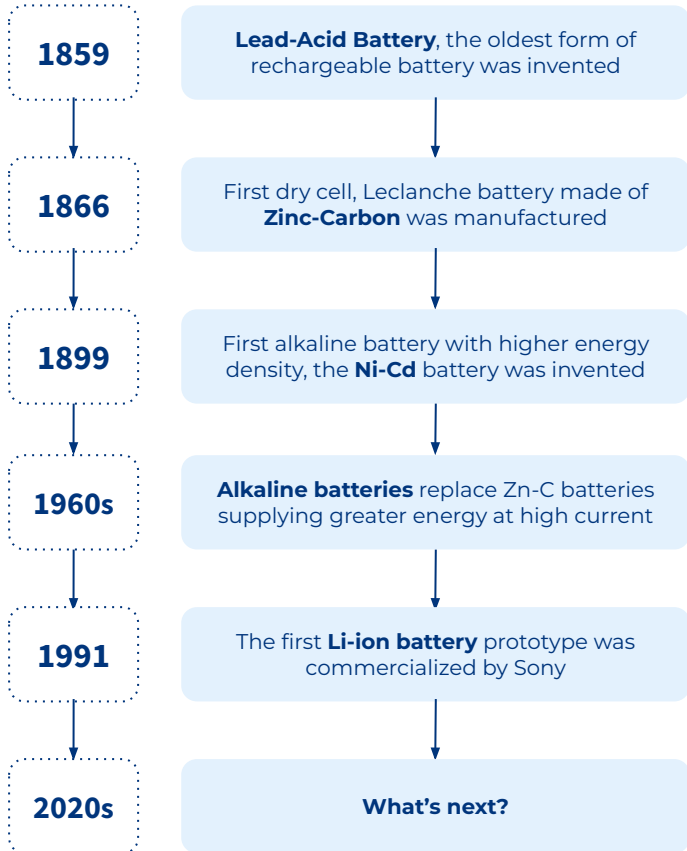 1859
Lead-Acid Battery, the oldest form of
rechargeable battery was invented
1866
First dry cell, Leclanche battery made of
Zinc-Carbon was manufactured
1899
First alkaline battery with higher energy
density, the Ni-Cd battery was invented
1960s
Alkaline batteries replace Zn-C batteries
supplying greater energy at high current
1991
The first Li-ion battery prototype was
commercialized by Sony
2020s
What’s next?